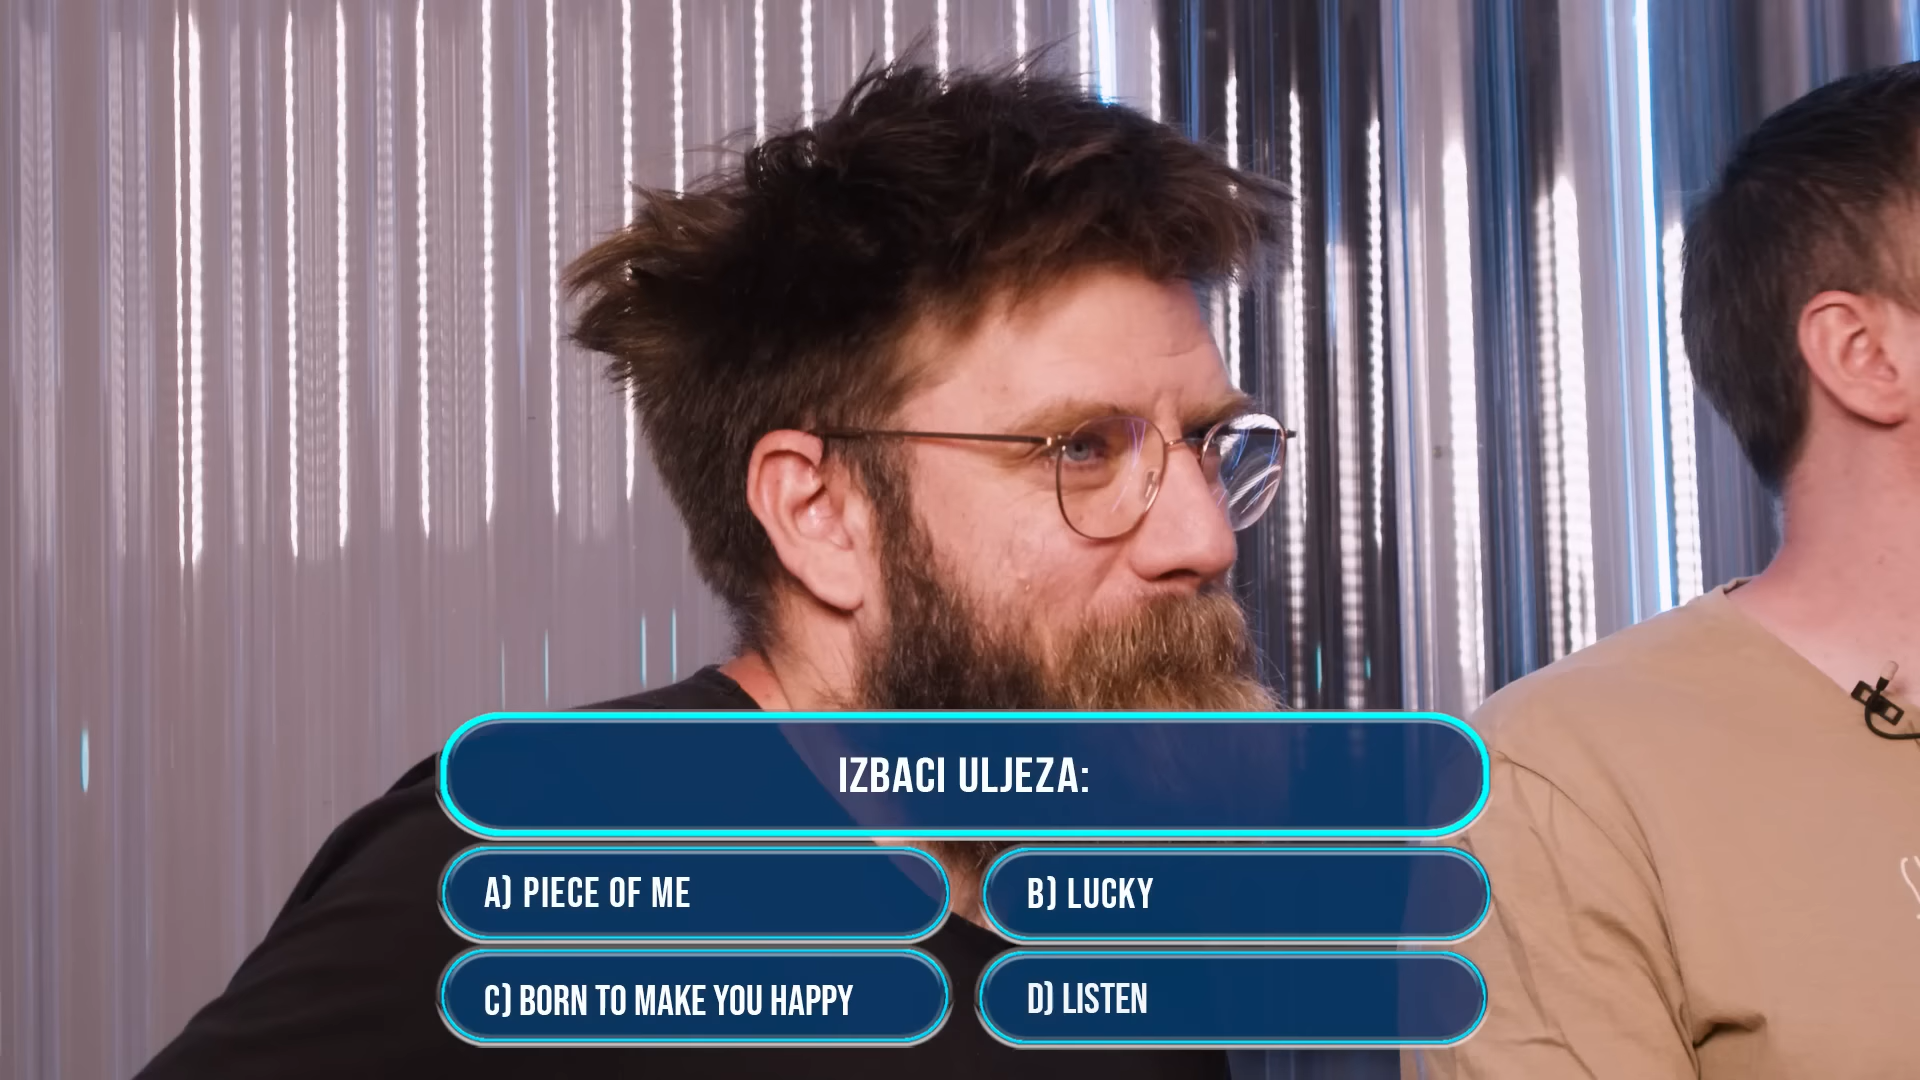 IZBACI ULJEZA:
A) PIECE OF ME
B) LUCKY
C) BORN TO MAKE YOU HAPPY
D) LISTEN